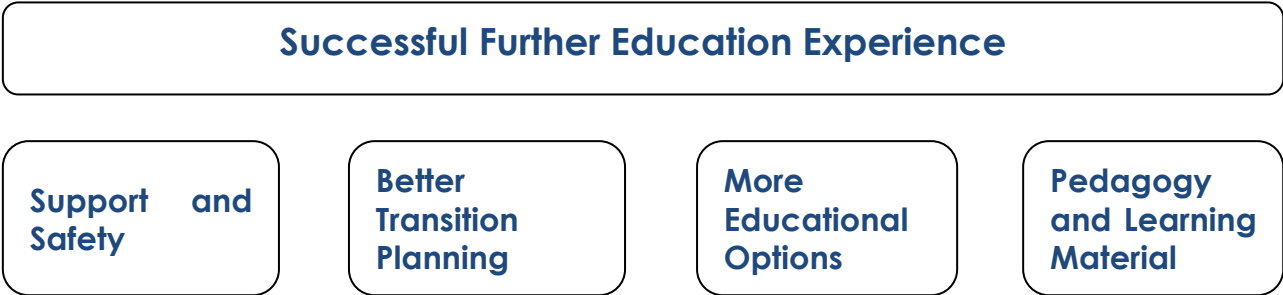 Successful Further Education Experience
Support and
Safety
Better
Transition
Planning
More
Educational
Options
Pedagogy
and Learning
Material